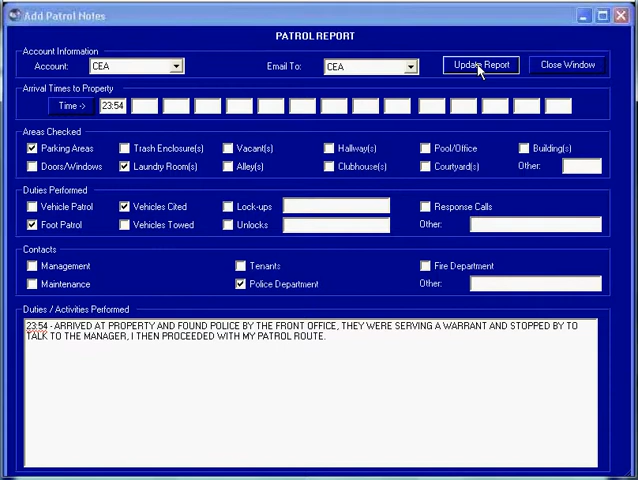 Add Patrol Notes
PATROL REPORT
Account Information
Account: CEA Email To: CEA Update Report Close Window
Arrival Times to Property
Time -> 23:54
Areas Checked
Parking Areas Trash Enclosure(s) Vacant(s) Hallway(s) Pool/Office Building(s)
Doors/Windows Laundry Room(s) Alley(s) Clubhouse(s) Courtyard(s) Other:
Duties Performed
Vehicle Patrol Vehicles Cited Lock-ups Response Calls
Foot Patrol Vehicles Towed Unlocks Other:
Contacts
Management Tenants Fire Department
Maintenance Police Department Other:
Duties / Activities Performed
23:54 - ARRIVED AT PROPERTY AND FOUND POLICE BY THE FRONT OFFICE, THEY WERE SERVING A WARRANT AND STOPPED BY TO
TALK TO THE MANAGER, I THEN PROCEEDED WITH MY PATROL ROUTE.